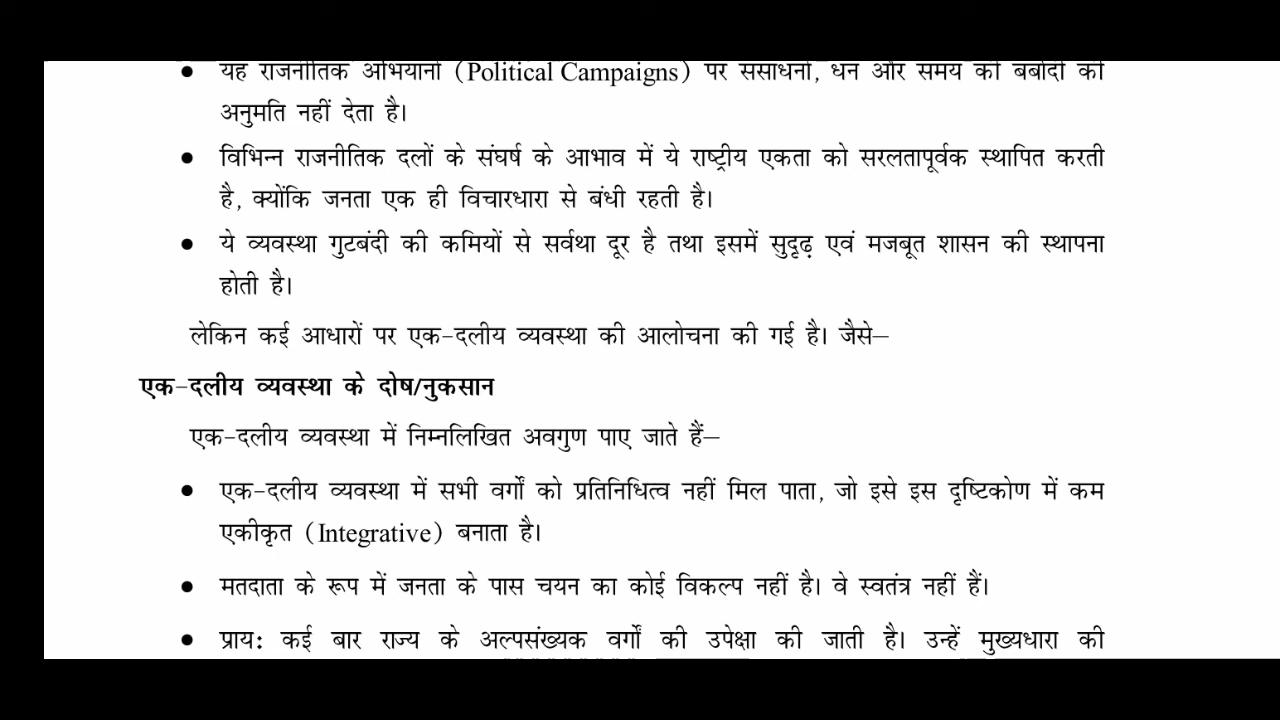 • यह राजनीतिक अभियानों (Political Campaigns) पर संसाधनों, धन और समय की बर्बादी की
अनुमति नहीं देता है।
• विभिन्न राजनीतिक दलों के संघर्ष के आभाव में ये राष्ट्रीय एकता को सरलतापूर्वक स्थापित करती
है, क्योंकि जनता एक ही विचारधारा से बंधी रहती है।
• ये व्यवस्था गुटबंदी की कमियों से सर्वथा दूर है तथा इसमें सुदृढ़ एवं मजबूत शासन की स्थापना
होती है।
लेकिन कई आधारों पर एक-दलीय व्यवस्था की आलोचना की गई है। जैसे—
एक-दलीय व्यवस्था के दोष/नुकसान
एक-दलीय व्यवस्था में निम्नलिखित अवगुण पाए जाते हैं—
• एक-दलीय व्यवस्था में सभी वर्गों को प्रतिनिधित्व नहीं मिल पाता, जो इसे इस दृष्टिकोण में कम
एकीकृत (Integrative) बनाता है।
• मतदाता के रूप में जनता के पास चयन का कोई विकल्प नहीं है। वे स्वतंत्र नहीं हैं।
• प्राय: कई बार राज्य के अल्पसंख्यक वर्गों की उपेक्षा की जाती है। उन्हें मुख्यधारा की